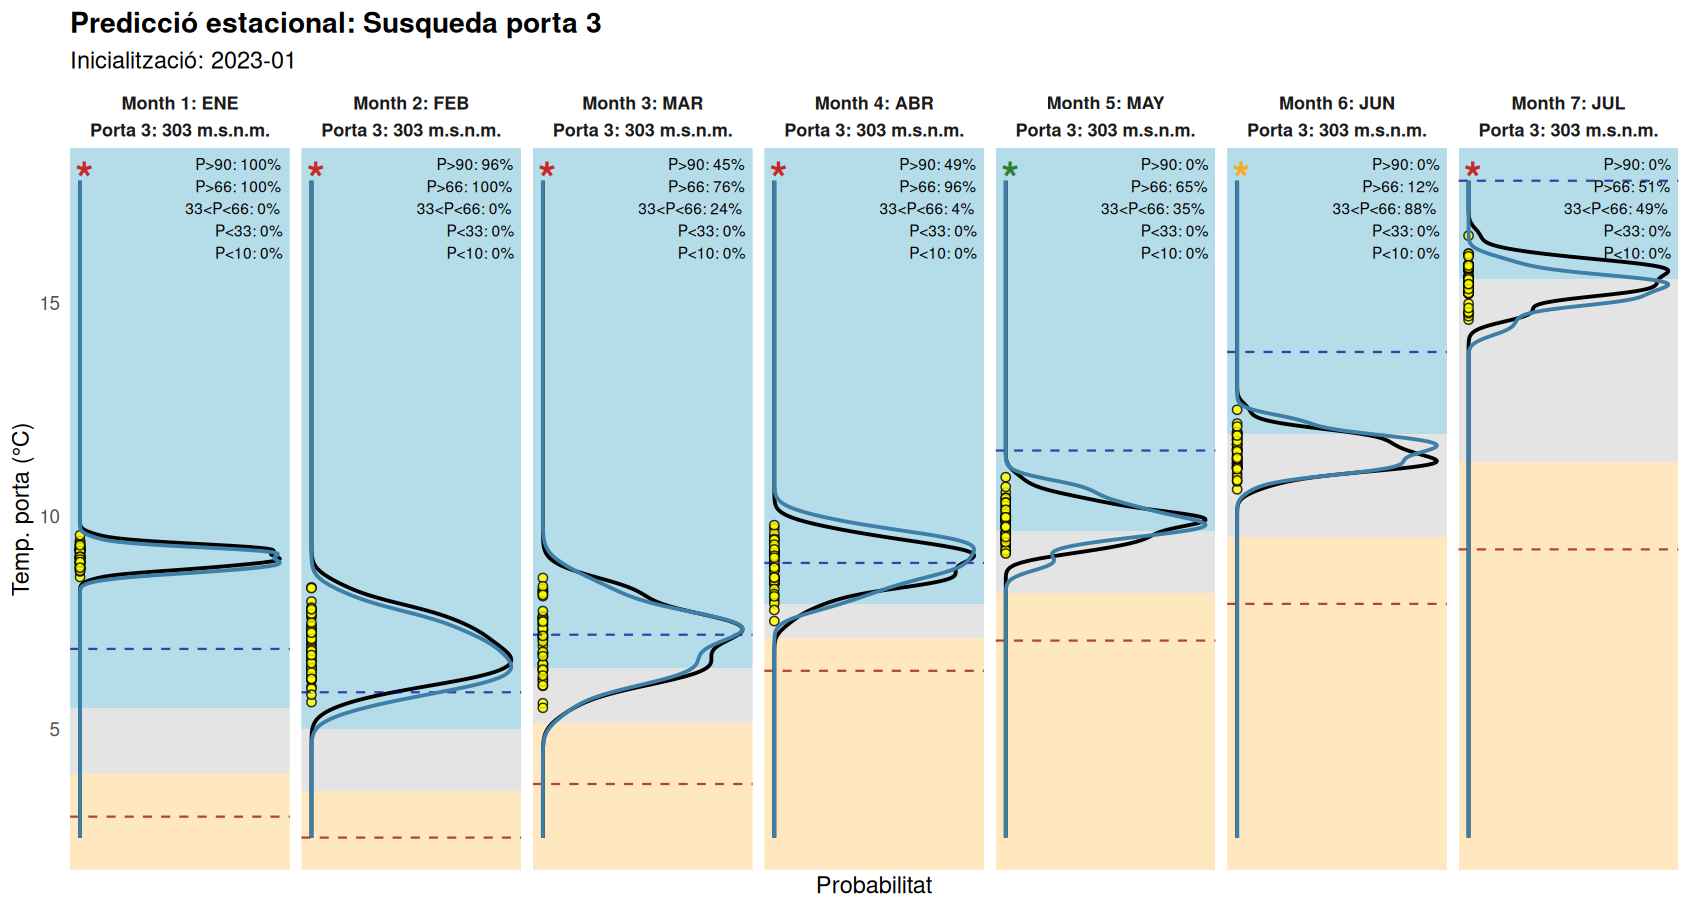 Predicció estacional: Susqueda porta 3
Inicialització: 2023-01
Month 1: ENE
Porta 3: 303 m.s.n.m.
Month 2: FEB
Porta 3: 303 m.s.n.m.
Month 3: MAR
Porta 3: 303 m.s.n.m.
Month 4: ABR
Porta 3: 303 m.s.n.m.
Month 5: MAY
Porta 3: 303 m.s.n.m.
Month 6: JUN
Porta 3: 303 m.s.n.m.
Month 7: JUL
Porta 3: 303 m.s.n.m.
*
P>90: 100%
P>66: 100%
33<P<66: 0%
P<33: 0%
P<10: 0%
*
P>90: 96%
P>66: 100%
33<P<66: 0%
P<33: 0%
P<10: 0%
*
P>90: 45%
P>66: 76%
33<P<66: 24%
P<33: 0%
P<10: 0%
*
P>90: 49%
P>66: 96%
33<P<66: 4%
P<33: 0%
P<10: 0%
*
P>90: 0%
P>66: 65%
33<P<66: 35%
P<33: 0%
P<10: 0%
*
P>90: 0%
P>66: 12%
33<P<66: 88%
P<33: 0%
P<10: 0%
*
P>90: 0%
P>66: 51%
33<P<66: 49%
P<33: 0%
P<10: 0%
Temp. porta (°C)
15
10
5
Probabilitat